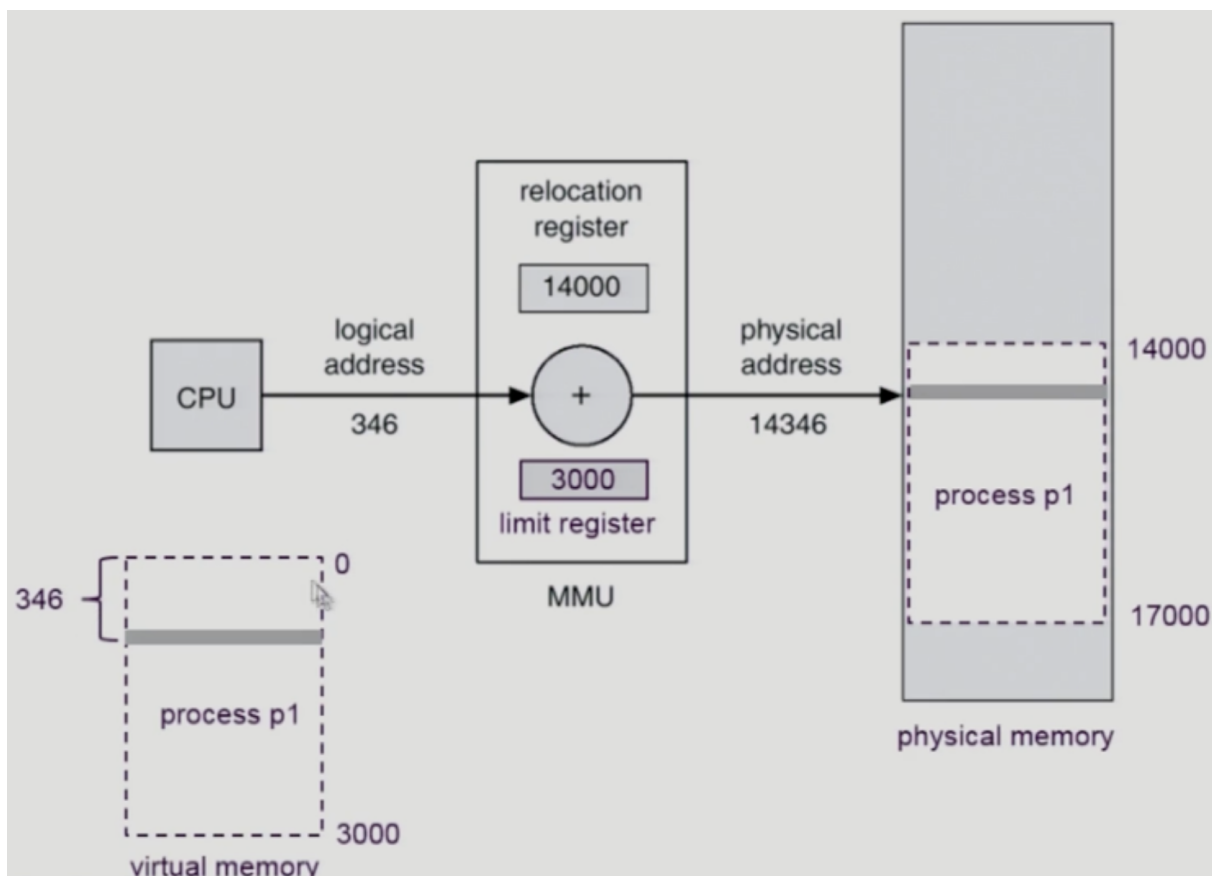 relocation
register
14000
logical
address
346
CPU
+
3000
limit register
MMU
physical
address
14346
14000
process p1
17000
physical memory
346
0
process p1
3000
virtual memory